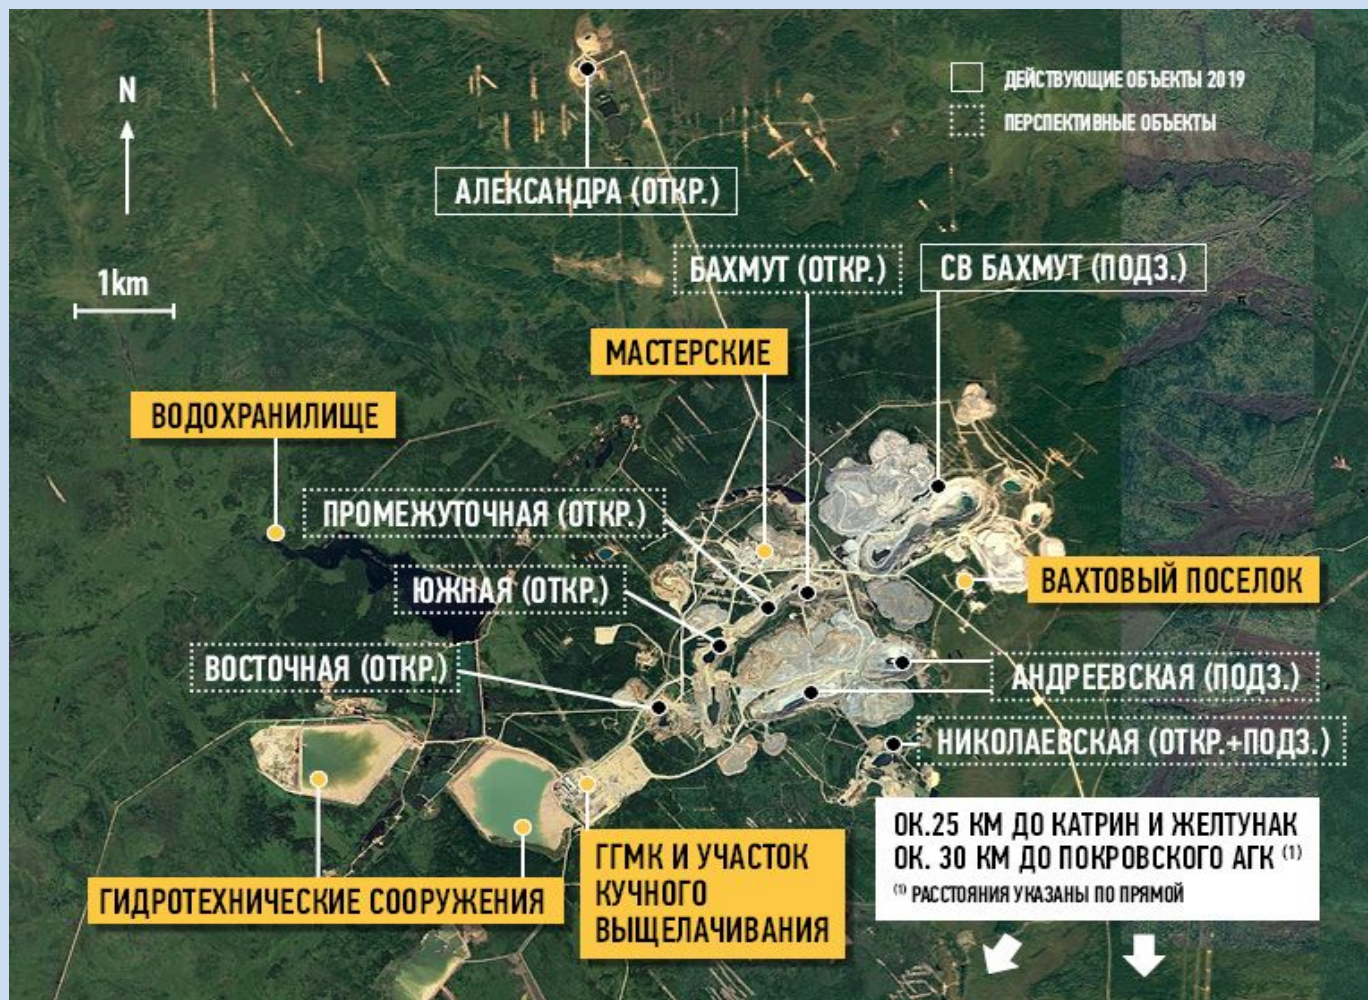 N
1km
ДЕЙСТВУЮЩИЕ ОБЪЕКТЫ 2019
ПЕРСПЕКТИВНЫЕ ОБЪЕКТЫ
АЛЕКСАНДРА (ОТКР.)
БАХМУТ (ОТКР.)
СВ БАХМУТ (ПОДЗ.)
МАСТЕРСКИЕ
ВОДОХРАНИЛИЩЕ
ПРОМЕЖУТОЧНАЯ (ОТКР.)
ЮЖНАЯ (ОТКР.)
ВАХТОВЫЙ ПОСЕЛОК
ВОСТОЧНАЯ (ОТКР.)
АНДРЕЕВСКАЯ (ПОДЗ.)
НИКОЛАЕВСКАЯ (ОТКР.+ПОДЗ.)
ОК.25 КМ ДО КАТРИН И ЖЕЛТУНАК
ОК. 30 КМ ДО ПОКРОВСКОГО АГК (1)
(1) РАССТОЯНИЯ УКАЗАНЫ ПО ПРЯМОЙ
ГИДРОТЕХНИЧЕСКИЕ СООРУЖЕНИЯ
ГГМК И УЧАСТОК
КУЧНОГО
ВЫЩЕЛАЧИВАНИЯ